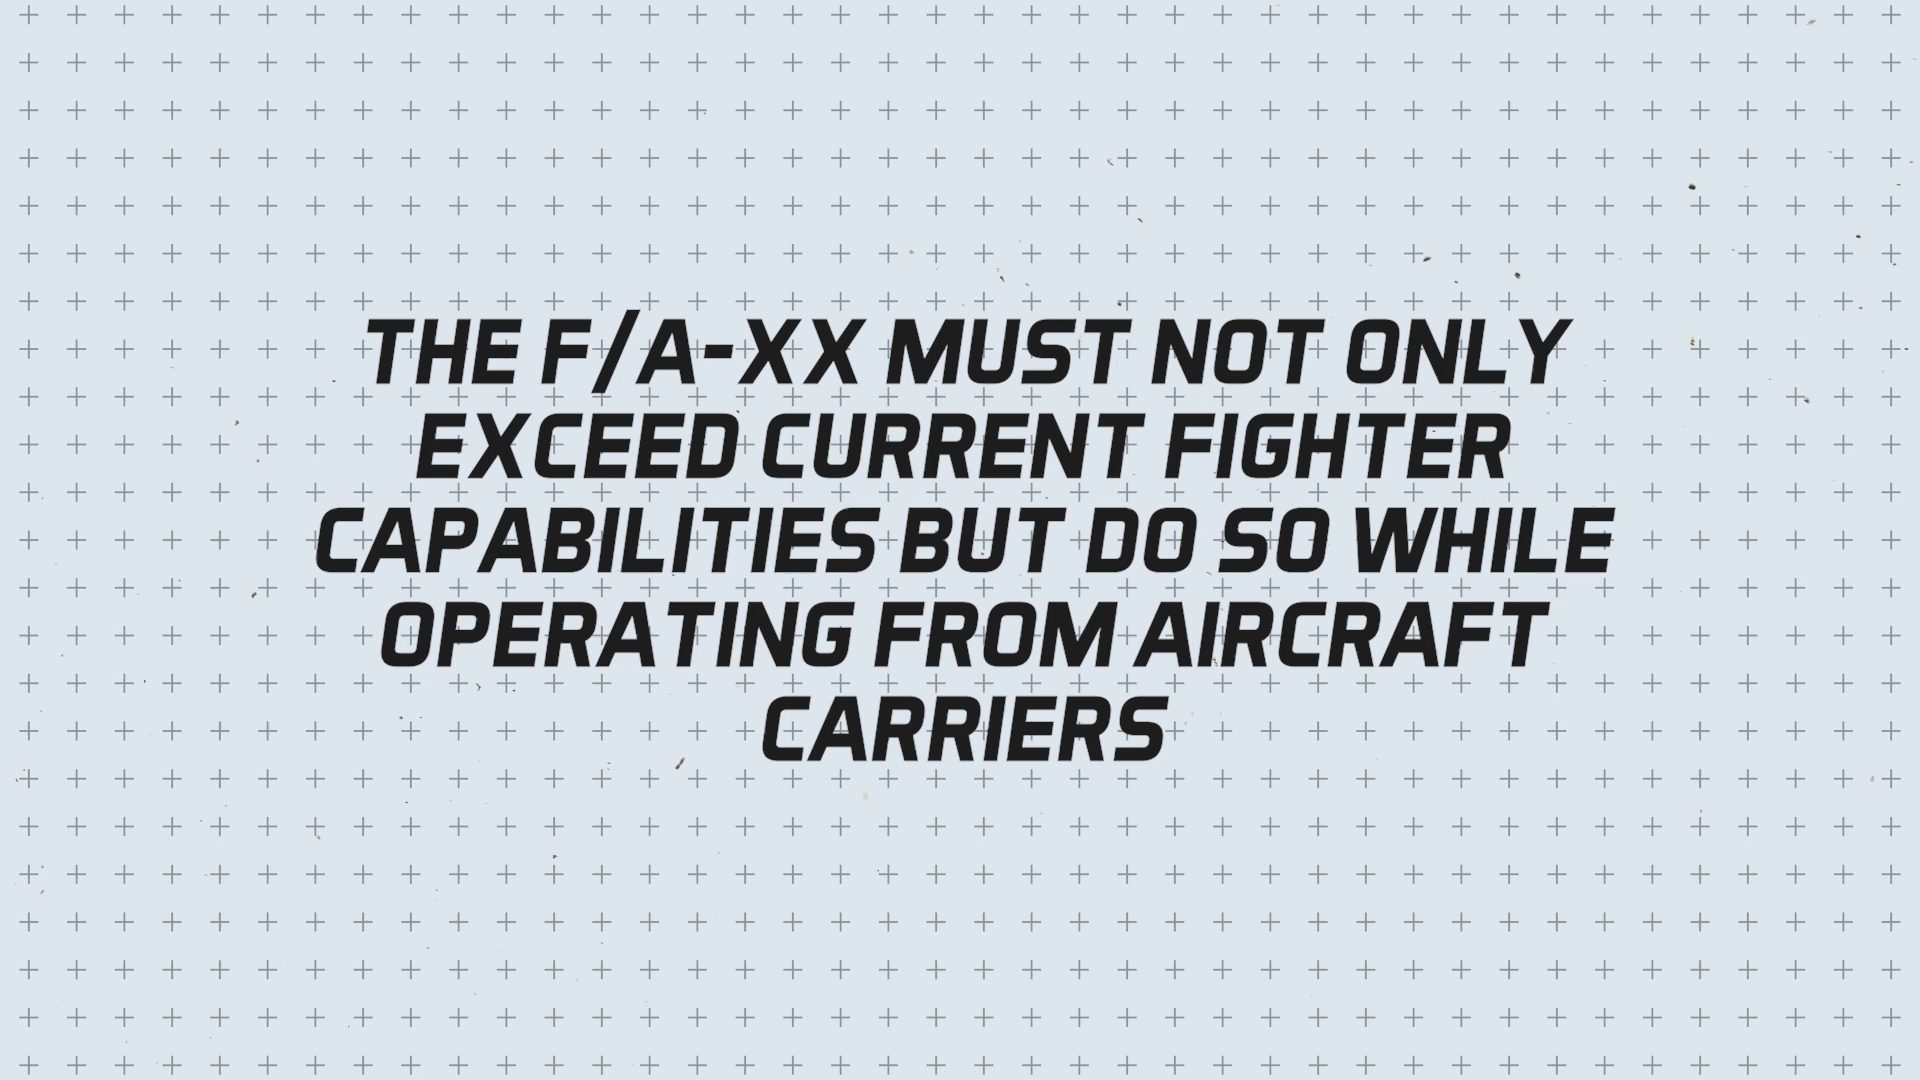 THE F/A-XX MUST NOT ONLY
EXCEED CURRENT FIGHTER
CAPABILITIES BUT DO SO WHILE
OPERATING FROM AIRCRAFT
CARRIERS